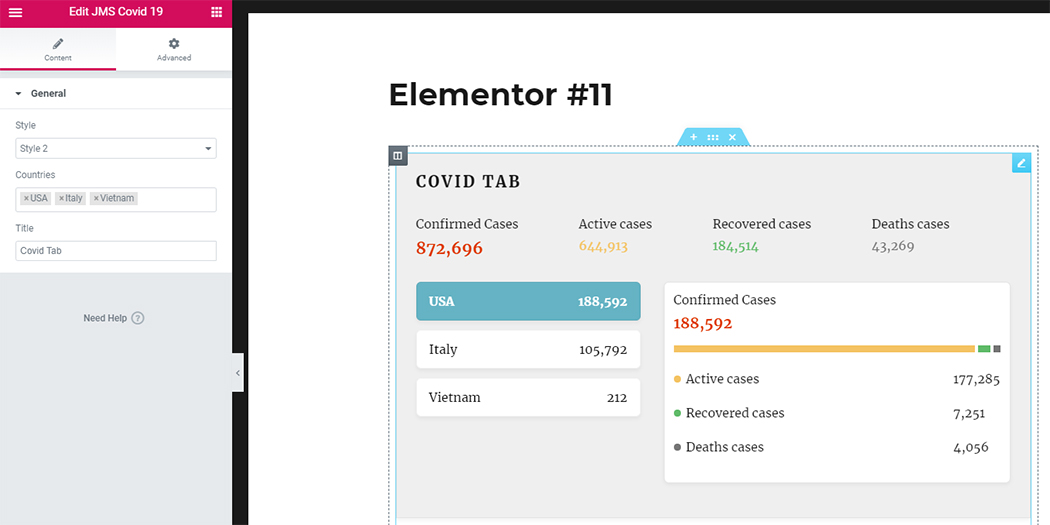 Edit JMS Covid 19
Content
Advanced
General
Style
Style 2
Countries
×USA ×Italy ×Vietnam
Title
Covid Tab
Need Help ?
Elementor #11
COVID TAB
Confirmed Cases Active cases Recovered cases Deaths cases
872,696 644,913 184,514 43,269
USA 188,592
Italy 105,792
Vietnam 212
Confirmed Cases
188,592
Active cases 177,285
Recovered cases 7,251
Deaths cases 4,056